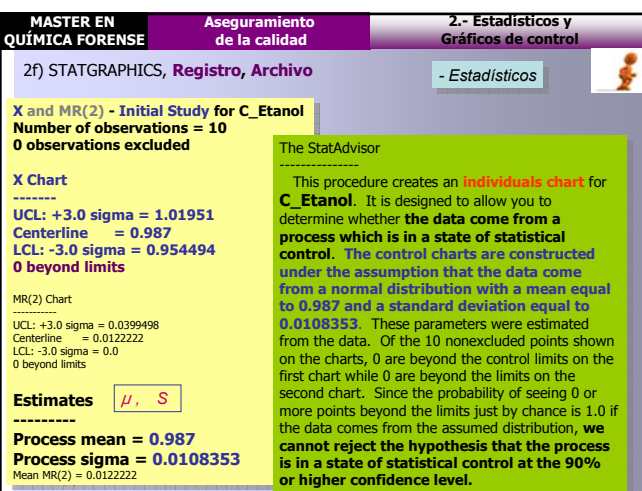 MASTER EN
QUÍMICA FORENSE
Aseguramiento
de la calidad
2.- Estadísticos y
Gráficos de control
2f) STATGRAPHICS, Registro, Archivo
- Estadísticos
X and MR(2) - Initial Study for C_Etanol
Number of observations = 10
0 observations excluded
X Chart
-------
UCL: +3.0 sigma = 1.01951
Centerline = 0.987
LCL: -3.0 sigma = 0.954494
0 beyond limits
MR(2) Chart
-----------
UCL: +3.0 sigma = 0.0399498
Centerline = 0.0122222
LCL: -3.0 sigma = 0.0
0 beyond limits
Estimates
μ, S
---------
Process mean = 0.987
Process sigma = 0.0108353
Mean MR(2) = 0.0122222
The StatAdvisor
---------------
This procedure creates an individuals chart for
C_Etanol. It is designed to allow you to
determine whether the data come from a
process which is in a state of statistical
control. The control charts are constructed
under the assumption that the data come
from a normal distribution with a mean equal
to 0.987 and a standard deviation equal to
0.0108353. These parameters were estimated
from the data. Of the 10 nonexcluded points shown
on the charts, 0 are beyond the control limits on the
first chart while 0 are beyond the limits on the
second chart. Since the probability of seeing 0 or
more points beyond the limits just by chance is 1.0 if
the data comes from the assumed distribution, we
cannot reject the hypothesis that the process
is in a state of statistical control at the 90%
or higher confidence level.